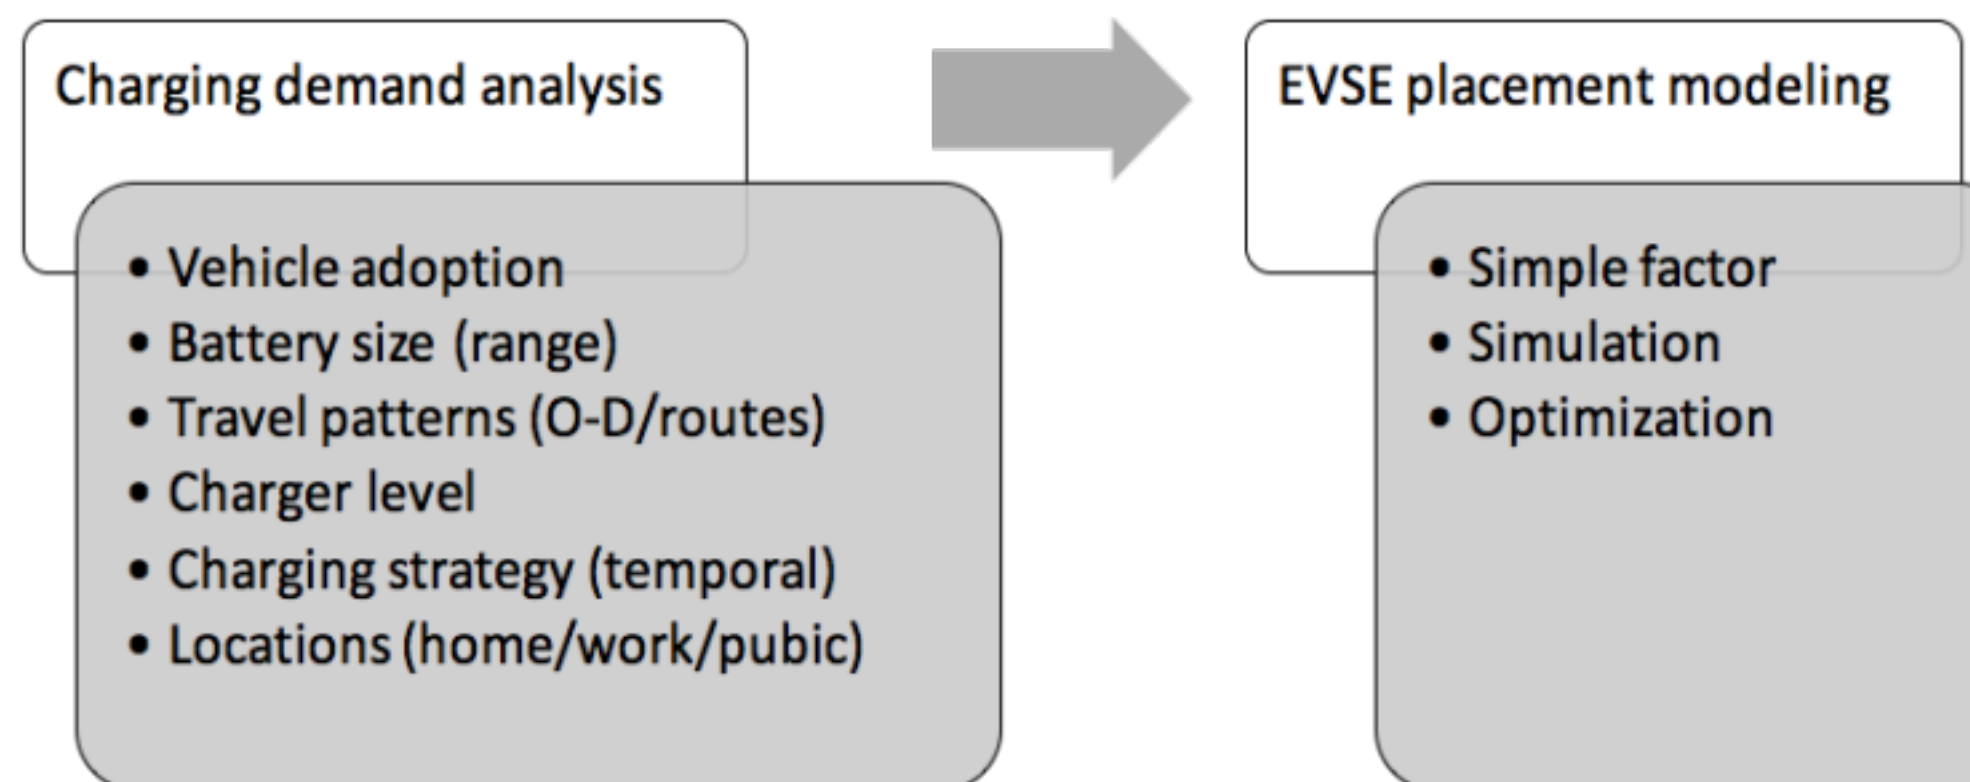 Charging demand analysis
• Vehicle adoption
• Battery size (range)
• Travel patterns (O-D/routes)
• Charger level
• Charging strategy (temporal)
• Locations (home/work/pubic)
EVSE placement modeling
• Simple factor
• Simulation
• Optimization